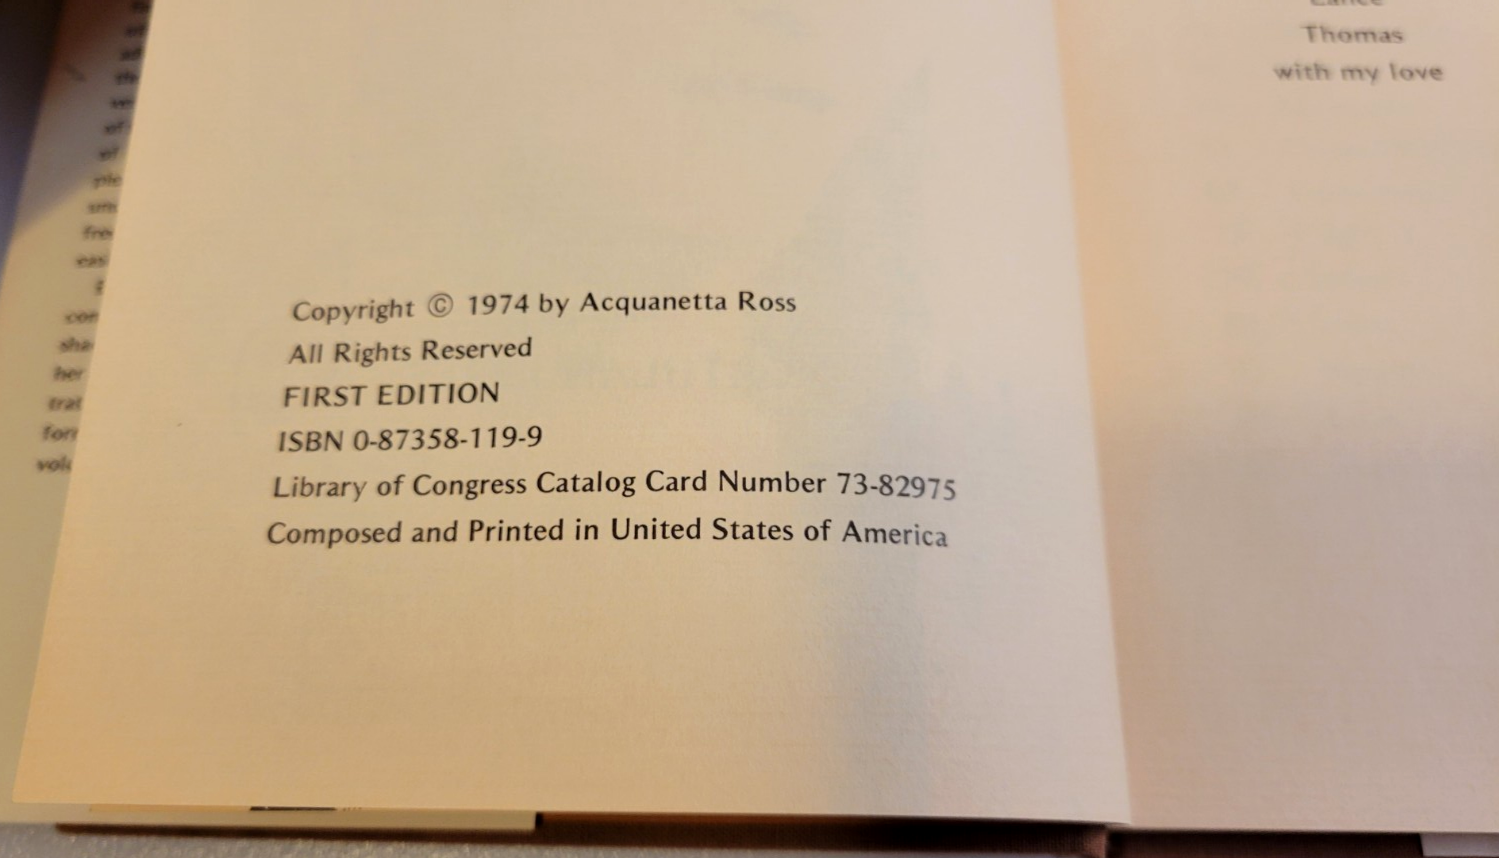 Copyright © 1974 by Acquanetta Ross
All Rights Reserved
FIRST EDITION
ISBN 0-87358-119-9
Library of Congress Catalog Card Number 73-82975
Composed and Printed in United States of America
Thomas
with my love